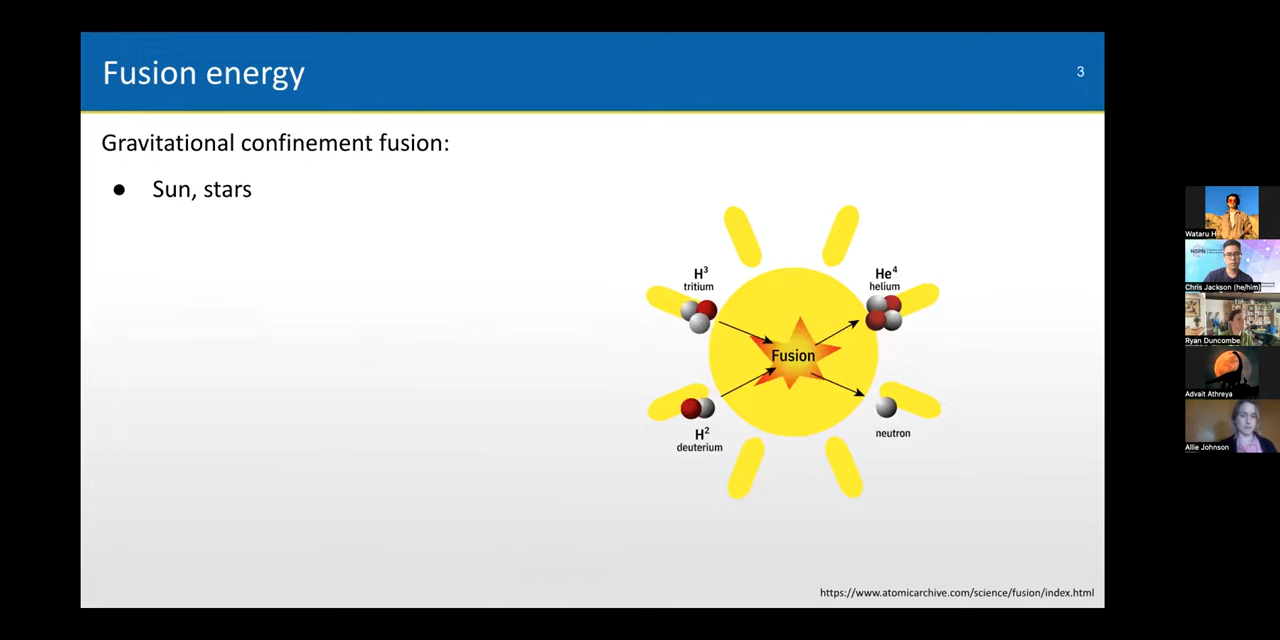 Fusion energy
3
Gravitational confinement fusion:
● Sun, stars
H³
tritium
He⁴
helium
Fusion
H²
deuterium
neutron
https://www.atomicarchive.com/science/fusion/index.html
Wataru H
NSPN
Chris Jackson (he/him)
Ryan Duncombe
Advait Athreya
Allie Johnson